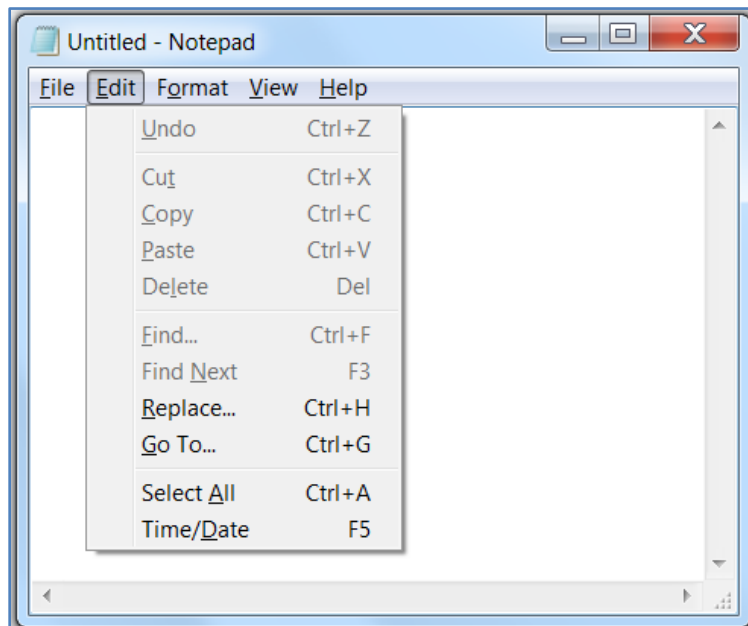 Untitled - Notepad
File Edit Format View Help
Undo Ctrl+Z
Cut Ctrl+X
Copy Ctrl+C
Paste Ctrl+V
Delete Del
Find... Ctrl+F
Find Next F3
Replace... Ctrl+H
Go To... Ctrl+G
Select All Ctrl+A
Time/Date F5